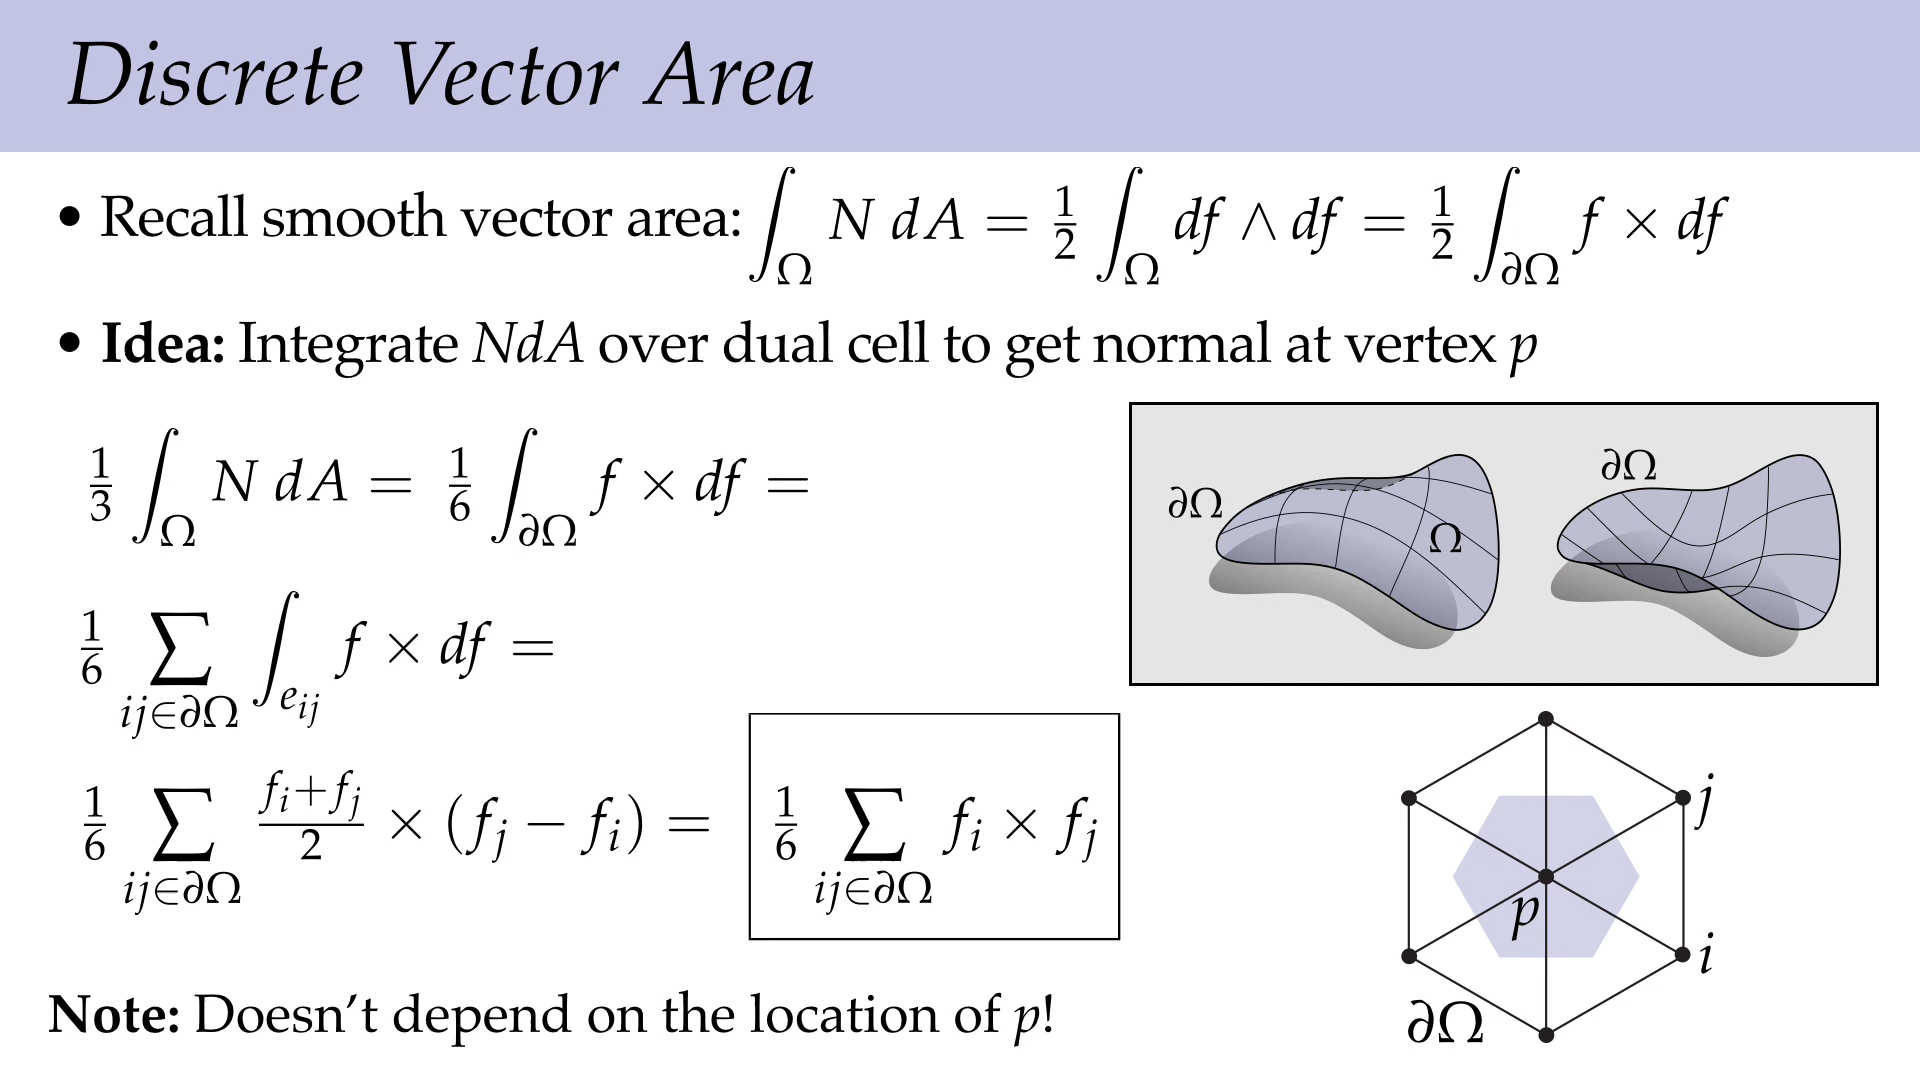 Discrete Vector Area
• Recall smooth vector area: ∫_Ω N dA = 1/2 ∫_Ω df ∧ df = 1/2 ∫_∂Ω f × df
• Idea: Integrate NdA over dual cell to get normal at vertex p
1/3 ∫_Ω N dA = 1/6 ∫_∂Ω f × df =
1/6 ∑_{ij∈∂Ω} ∫_{e_ij} f × df =
1/6 ∑_{ij∈∂Ω} (f_i+f_j)/2 × (f_j − f_i) = 1/6 ∑_{ij∈∂Ω} f_i × f_j
Note: Doesn't depend on the location of p!
∂Ω
Ω
∂Ω
j
p
i
∂Ω